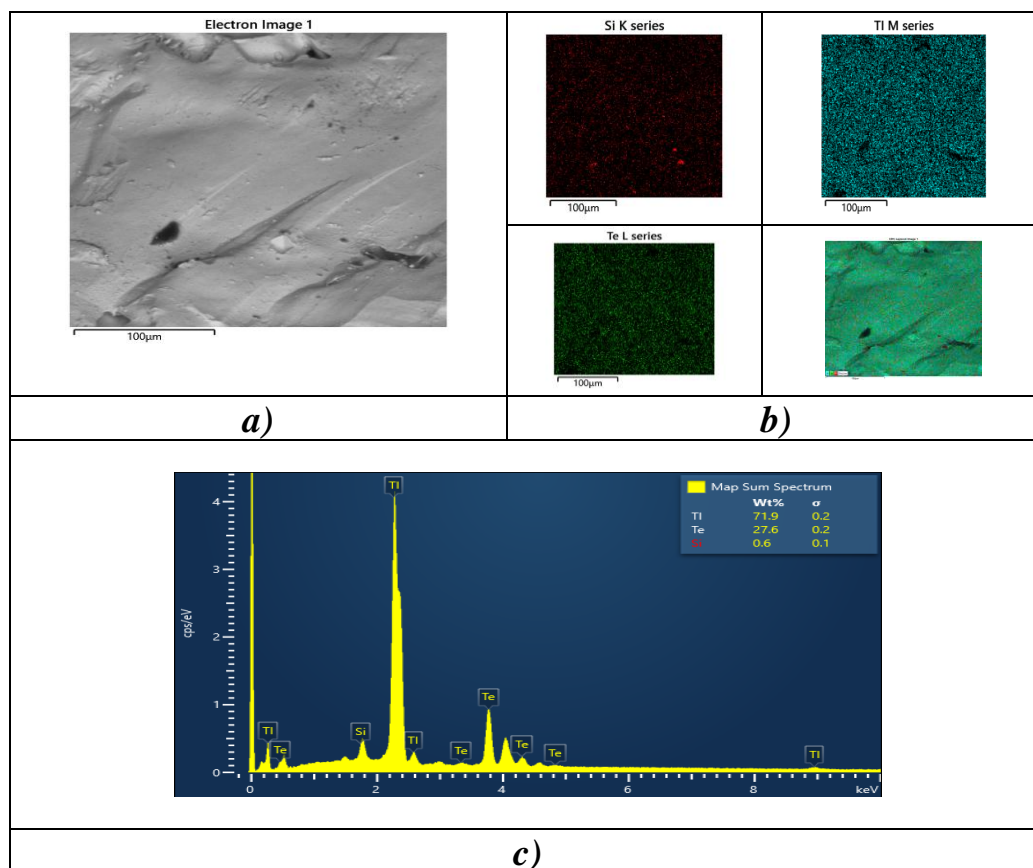 Electron Image 1
100μm
Si K series
100μm
Tl M series
100μm
Te L series
100μm
a)
b)
Map Sum Spectrum
Wt% σ
Tl 71.9 0.2
Te 27.6 0.2
Si 0.6 0.1
cps/eV
4
3
2
1
0
Tl
Tl
Te
Si
Tl
Te
Te
Te
Te
Tl
0 2 4 6 8 keV
c)